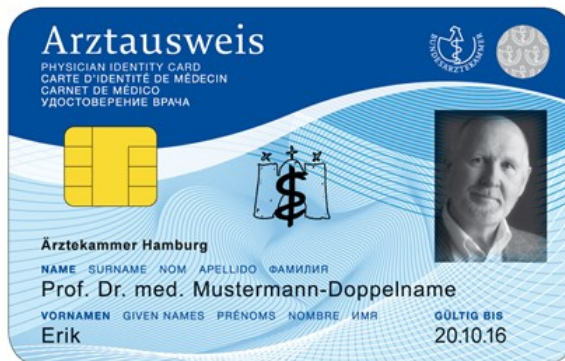 Arztausweis
PHYSICIAN IDENTITY CARD
CARTE D'IDENTITÉ DE MÉDECIN
CARNET DE MÉDICO
УДОСТОВЕРЕНИЕ ВРАЧА
BUNDESÄRZTEKAMMER
Ärztekammer Hamburg
NAME SURNAME NOM APELLIDO ФАМИЛИЯ
Prof. Dr. med. Mustermann-Doppelname
VORNAMEN GIVEN NAMES PRÉNOMS NOMBRE ИМЯ GÜLTIG BIS
Erik 20.10.16